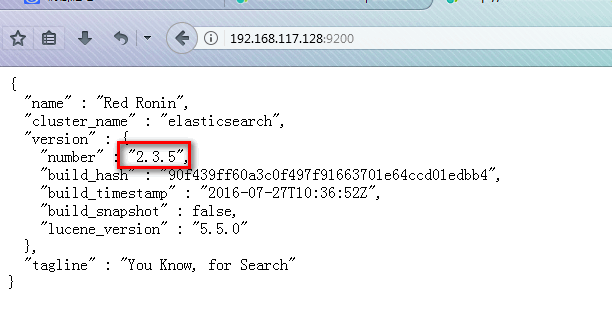 192.168.117.128:9200
{
"name" : "Red Ronin",
"cluster_name" : "elasticsearch",
"version" : {
"number" : "2.3.5",
"build_hash" : "90f439ff60a3c0f497f91663701e64ccd01edbb4",
"build_timestamp" : "2016-07-27T10:36:52Z",
"build_snapshot" : false,
"lucene_version" : "5.5.0"
},
"tagline" : "You Know, for Search"
}